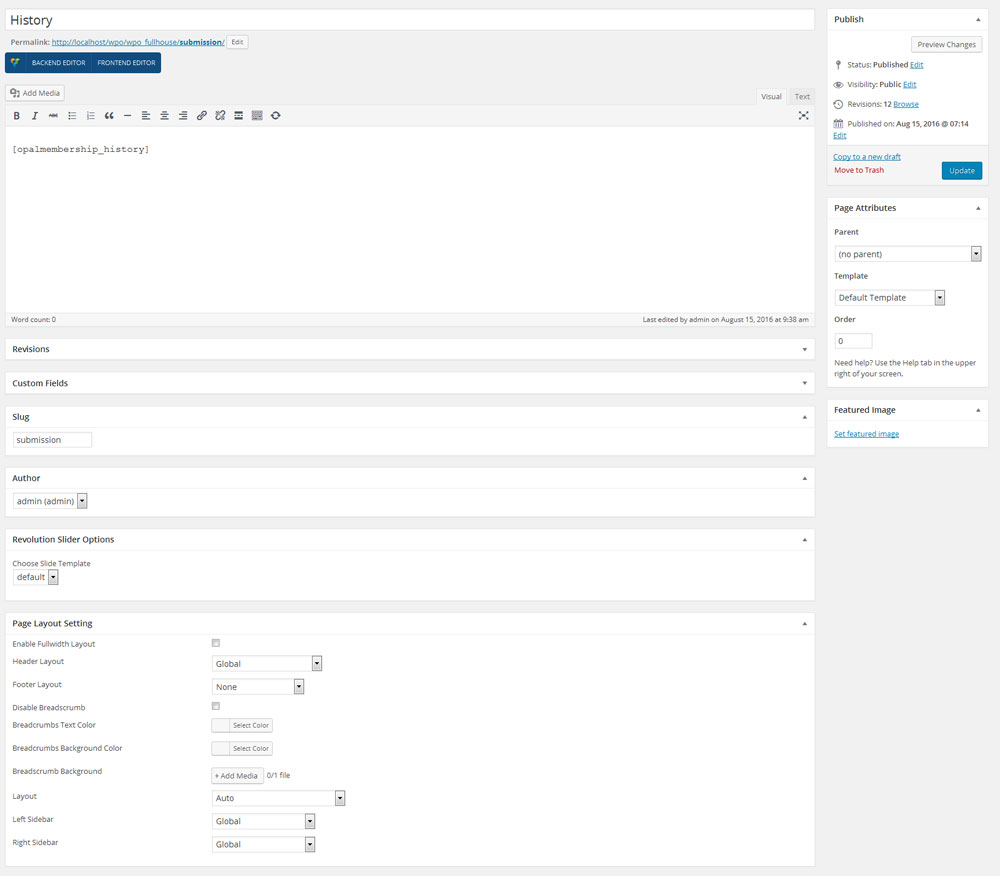 History
Permalink: http://localhost/wpo/wpo_fullhouse/submission/ Edit
BACKEND EDITOR FRONTEND EDITOR
Add Media
Visual Text
B I ABC
[opalmembership_history]
Word count: 0 Last edited by admin on August 15, 2016 at 9:38 am
Revisions
Custom Fields
Slug
submission
Author
admin (admin)
Revolution Slider Options
Choose Slide Template
default
Page Layout Setting
Enable Fullwidth Layout
Header Layout Global
Footer Layout None
Disable Breadscrumb
Breadcrumbs Text Color Select Color
Breadcrumbs Background Color Select Color
Breadscrumb Background + Add Media 0/1 file
Layout Auto
Left Sidebar Global
Right Sidebar Global
Publish
Preview Changes
Status: Published Edit
Visibility: Public Edit
Revisions: 12 Browse
Published on: Aug 15, 2016 @ 07:14
Edit
Copy to a new draft
Move to Trash Update
Page Attributes
Parent
(no parent)
Template
Default Template
Order
0
Need help? Use the Help tab in the upper
right of your screen.
Featured Image
Set featured image